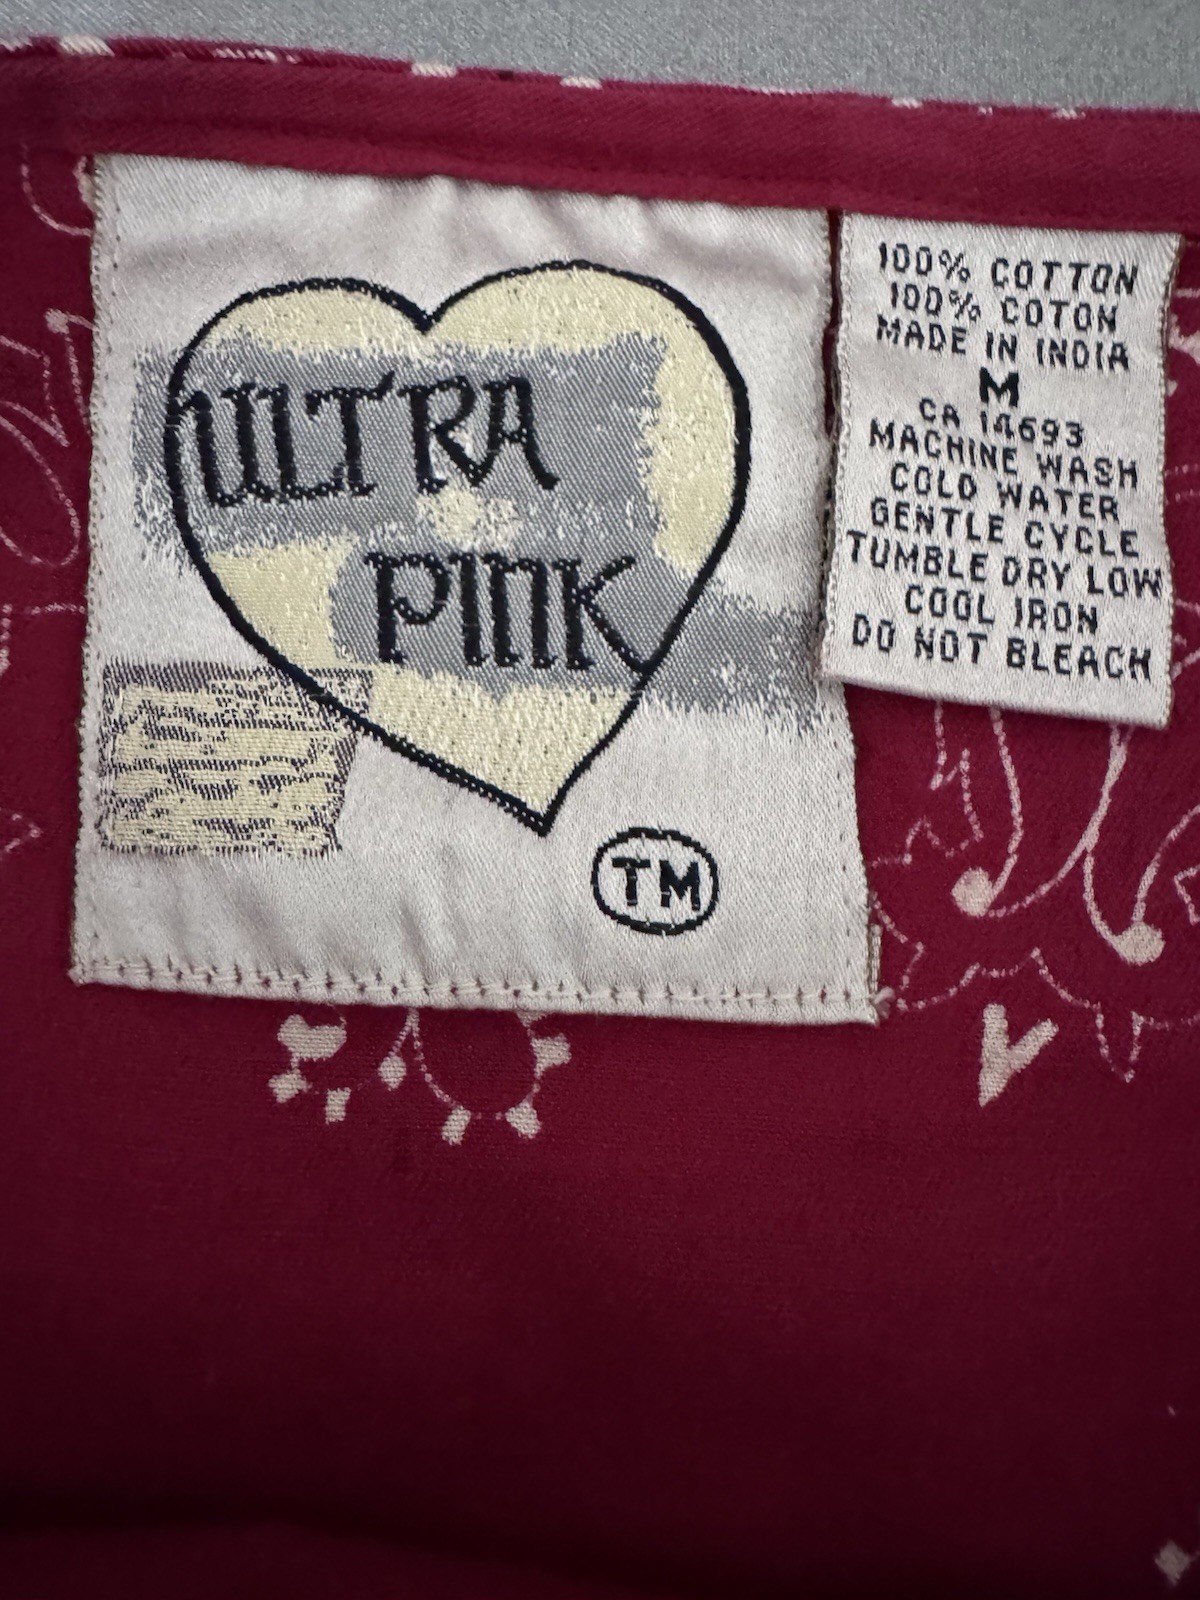 ULTRA
PINK
TM
100% COTTON
100% COTON
MADE IN INDIA
M
CA 14693
MACHINE WASH
COLD WATER
GENTLE CYCLE
TUMBLE DRY LOW
COOL IRON
DO NOT BLEACH